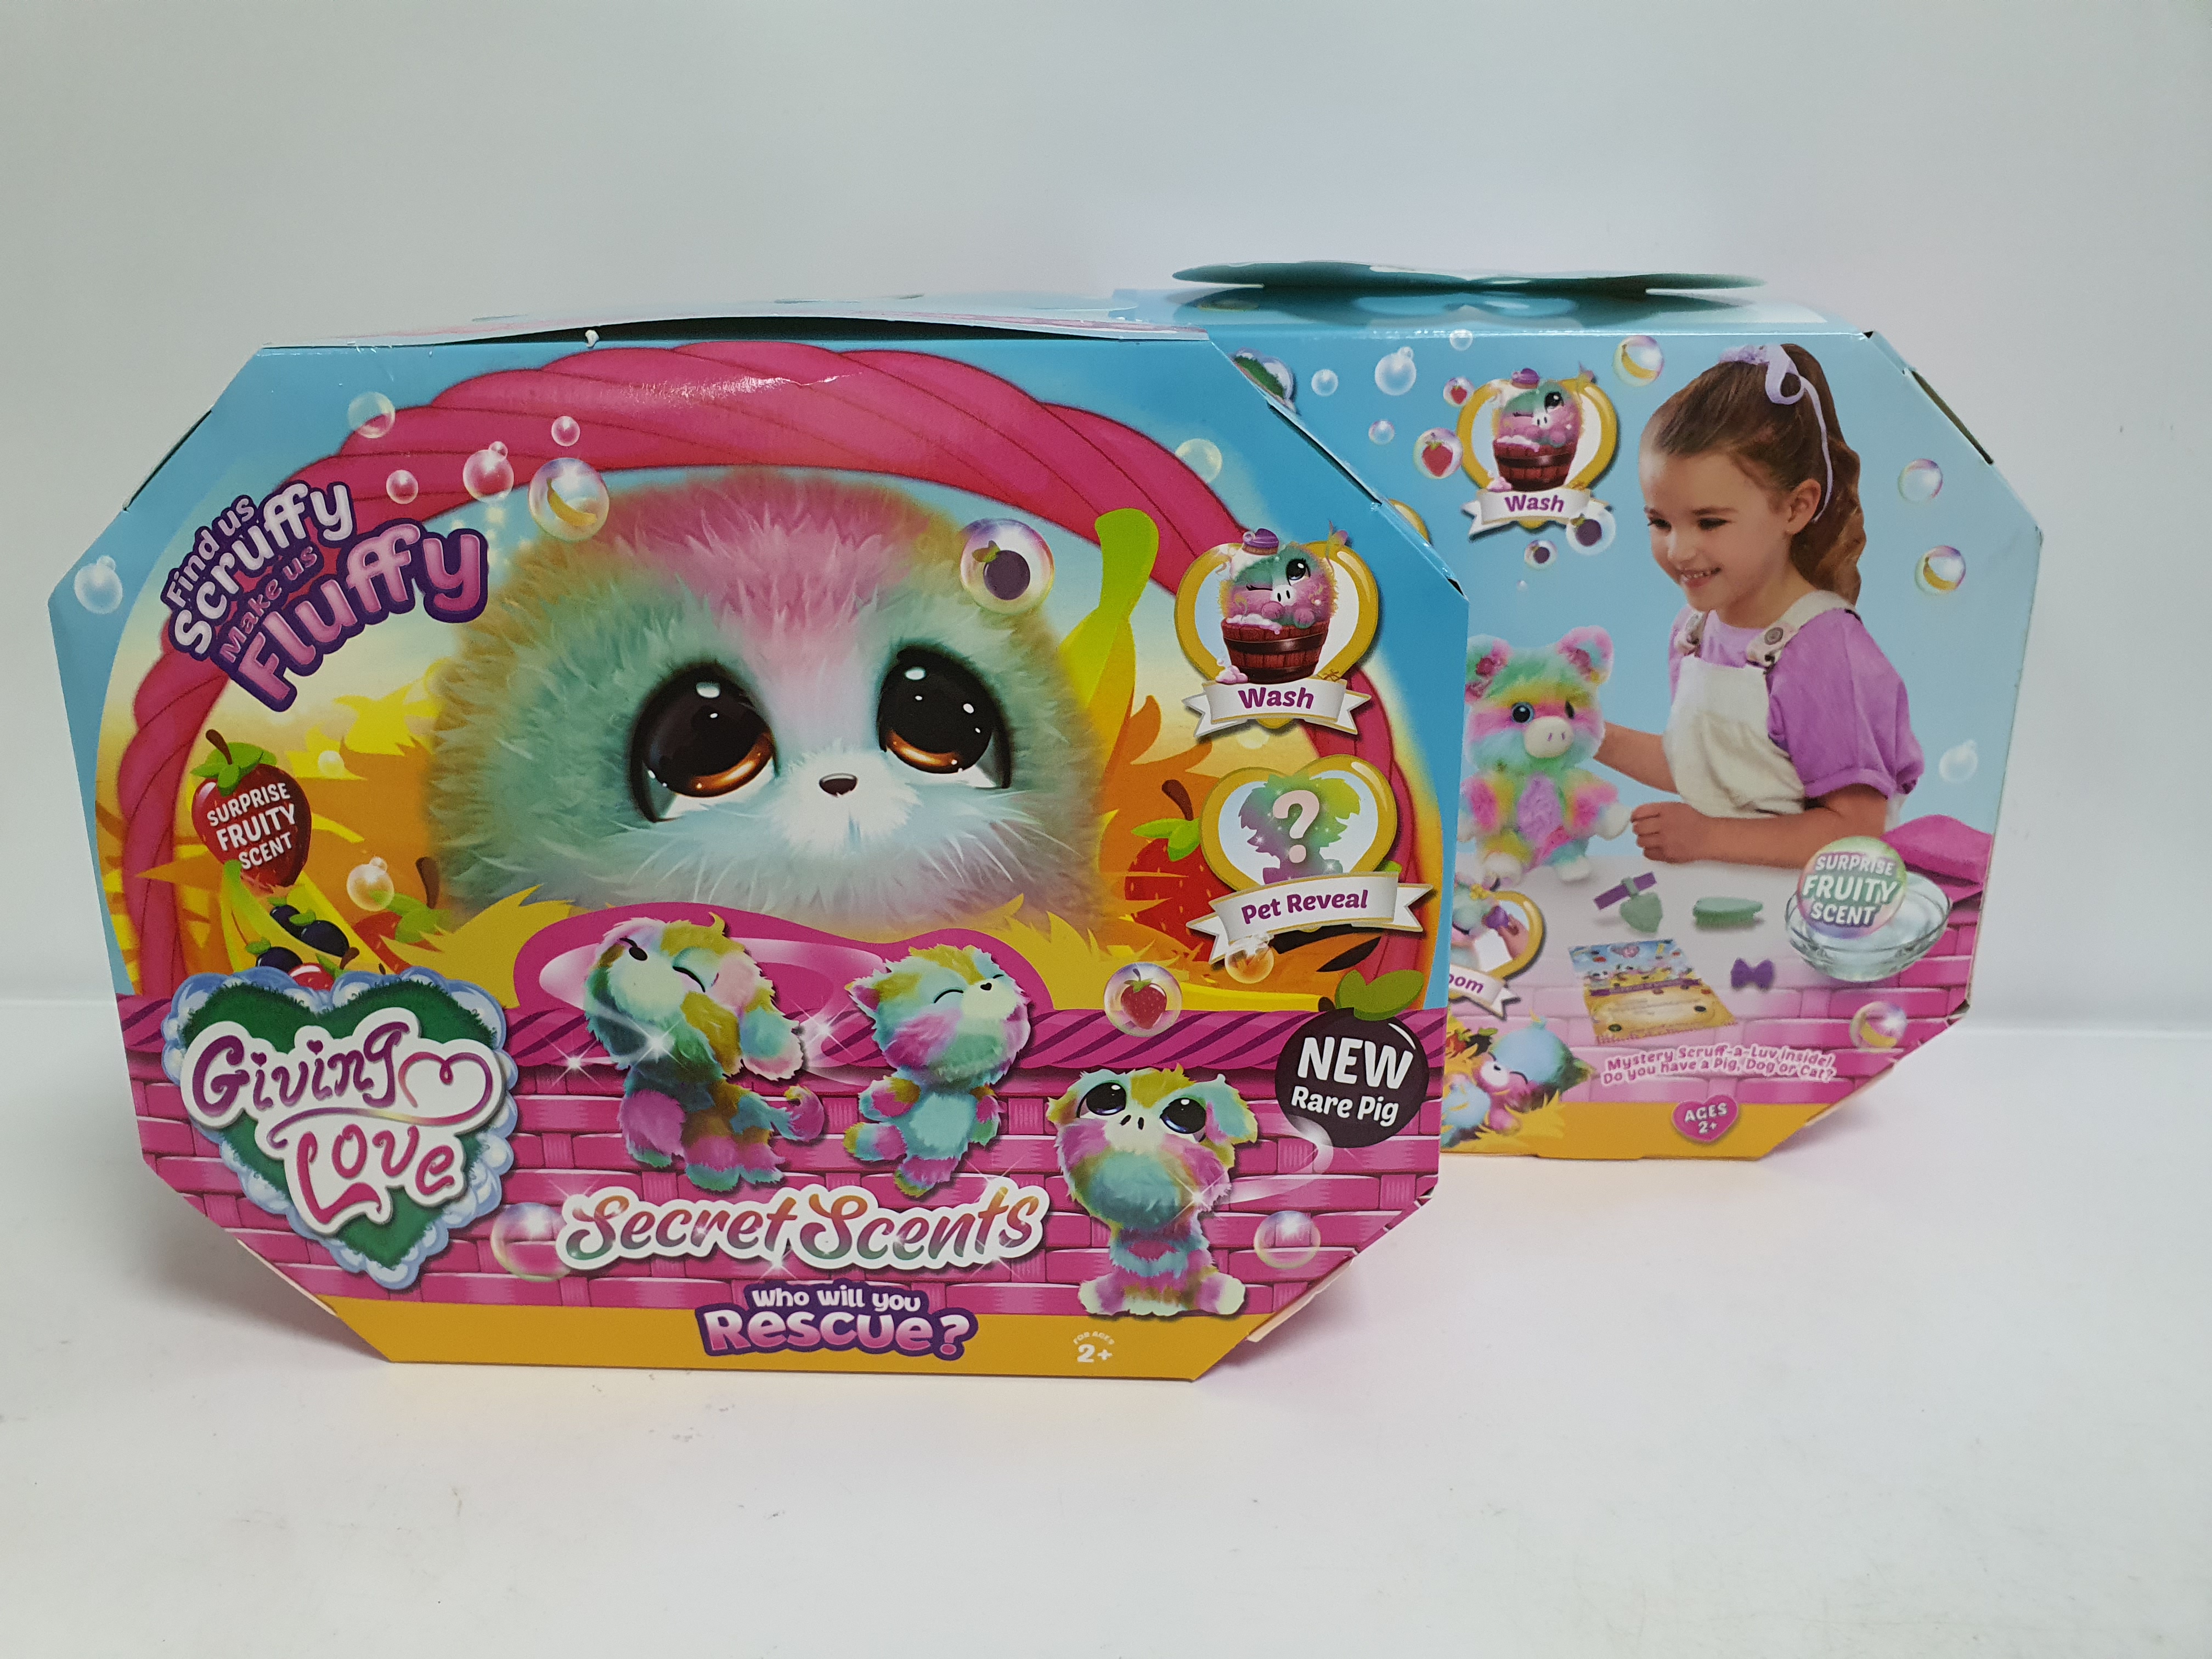 Find us
Scruffy
Make us
Fluffy
SURPRISE
FRUITY
SCENT
Wash
Pet Reveal
NEW
Rare Pig
Giving
Love
Secret Scents
Who will you
Rescue?
FOR AGES
2+
Wash
SURPRISE
FRUITY
SCENT
oom
Mystery Scruff-a-Luv inside!
Do you have a Pig, Dog or Cat?
AGES
2+